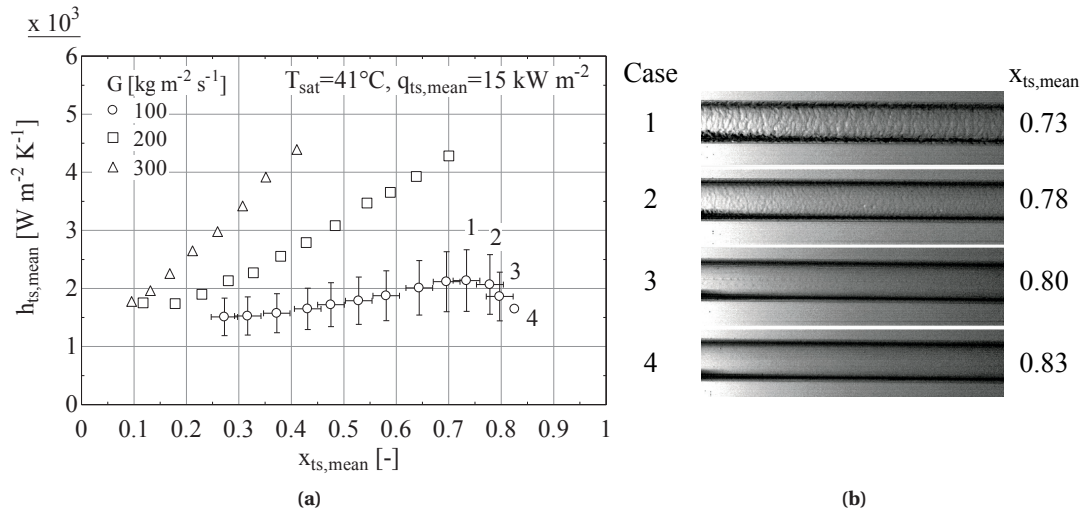 x 10³
6
5
4
3
2
1
0
h_ts,mean [W m⁻² K⁻¹]
G [kg m⁻² s⁻¹]
100
200
300
T_sat=41°C, q_ts,mean=15 kW m⁻²
1
2
3
4
0 0.1 0.2 0.3 0.4 0.5 0.6 0.7 0.8 0.9 1
x_ts,mean [-]
(a)
Case x_ts,mean
1 0.73
2 0.78
3 0.80
4 0.83
(b)